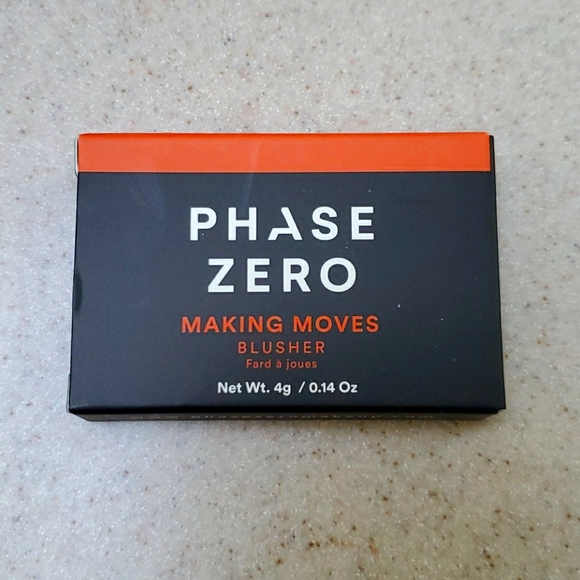 PHASE
ZERO
MAKING MOVES
BLUSHER
Fard à joues
Net Wt. 4g / 0.14 Oz